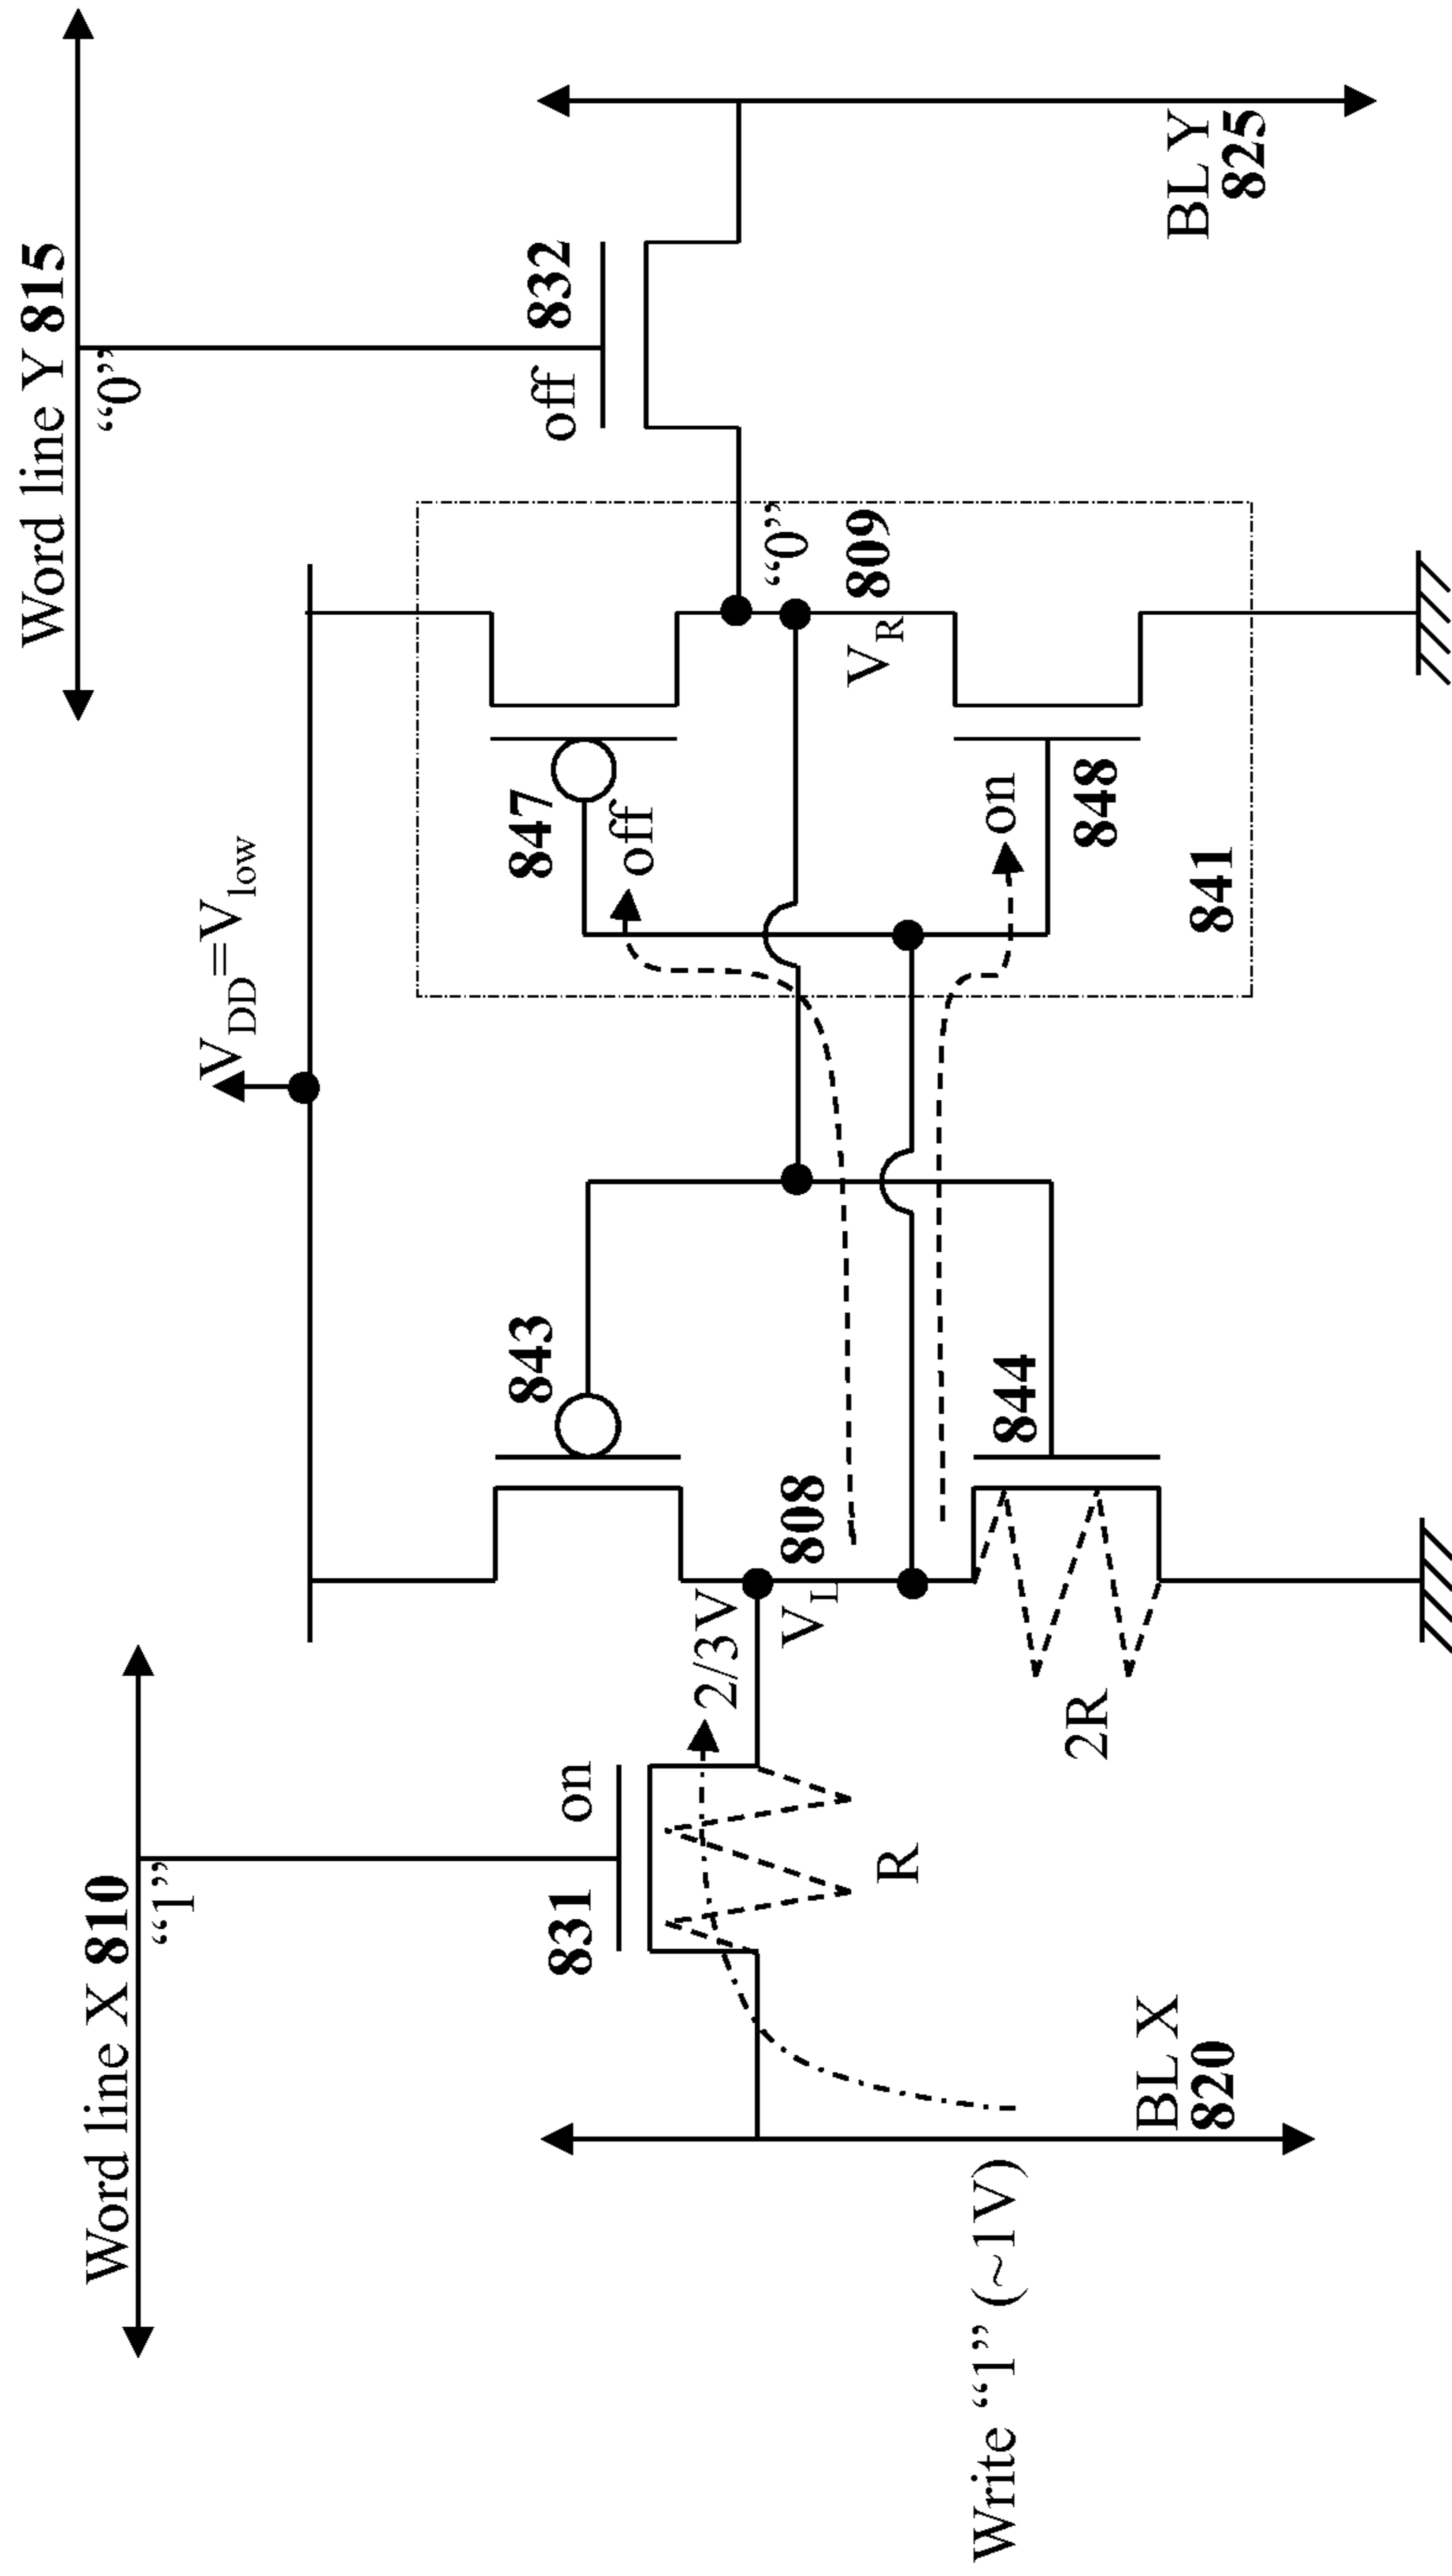 Word line X 810
“1”
Word line Y 815
“0”
V_DD=V_low
831 on
843
847
off
off 832
2/3V
V_L 808
“0”
V_R 809
R
2R
844
on
848
841
Write “1” (~1V)
BL X
820
BL Y
825